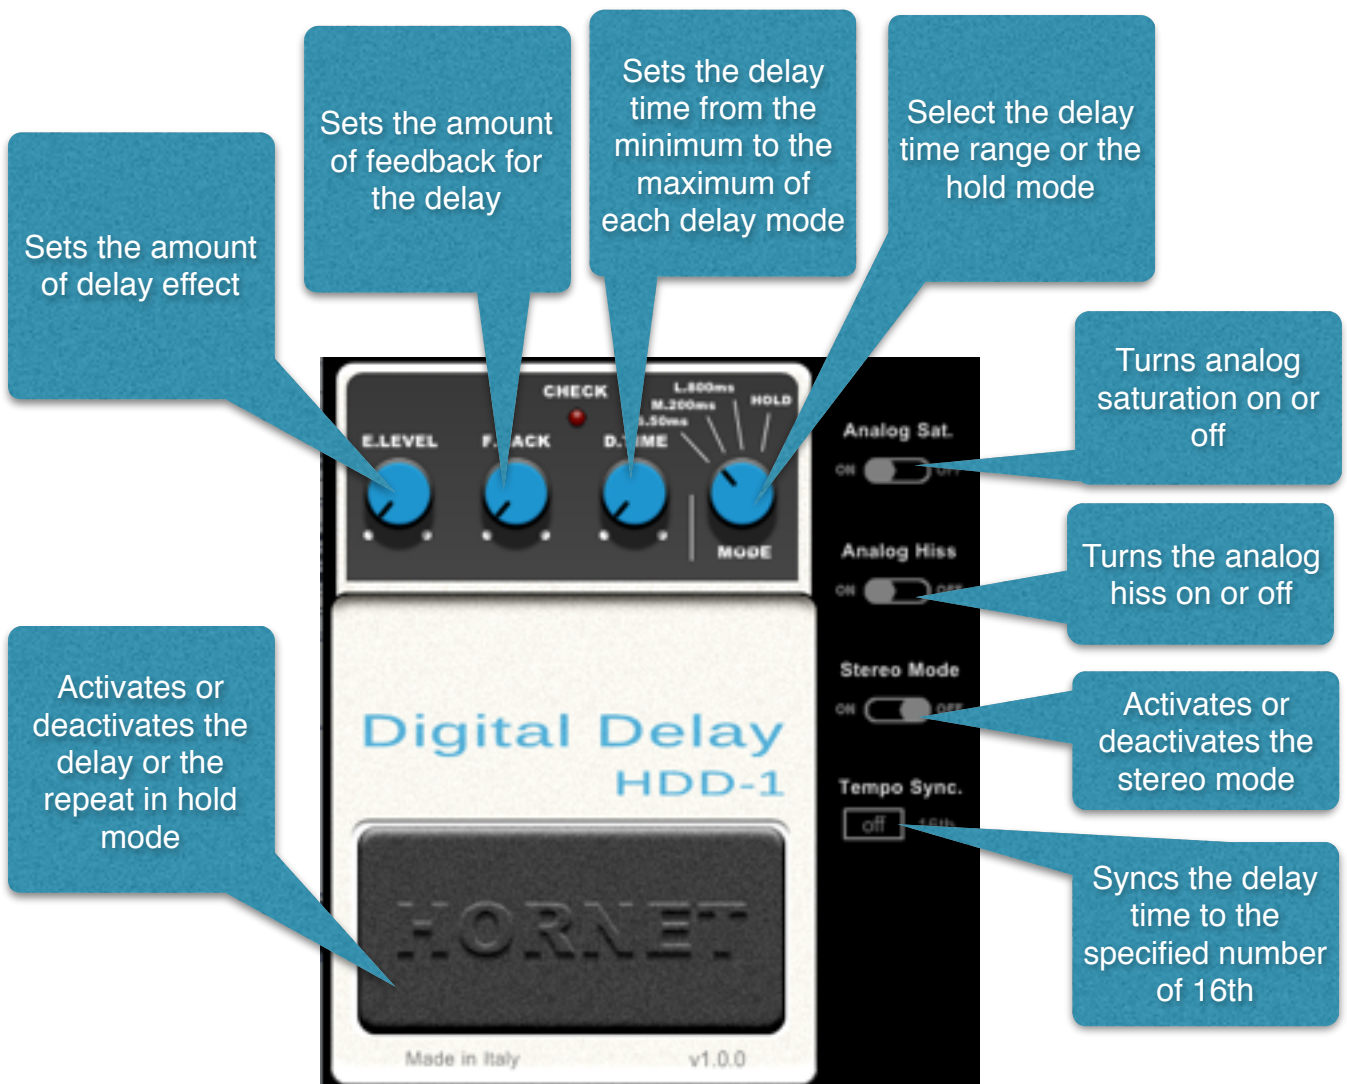 Sets the delay
time from the
minimum to the
maximum of
each delay mode
Sets the amount
of feedback for
the delay
Select the delay
time range or the
hold mode
Sets the amount
of delay effect
Turns analog
saturation on or
off
Turns the analog
hiss on or off
Activates or
deactivates the
stereo mode
Syncs the delay
time to the
specified number
of 16th
Activates or
deactivates the
delay or the
repeat in hold
mode
CHECK
L.800ms
HOLD
M.200ms
.50ms
E.LEVEL
D.TIME
MODE
Analog Sat.
ON
Analog Hiss
ON
Stereo Mode
ON OFF
Tempo Sync.
off 16th
Digital Delay
HDD-1
HORNET
Made in Italy
v1.0.0